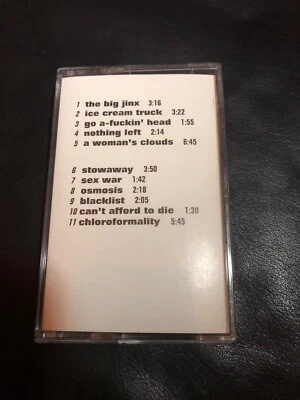 1 the big jinx 3:16
2 ice cream truck 3:22
3 go a-fuckin' head 1:55
4 nothing left 2:14
5 a woman's clouds 6:45
6 stowaway 3:50
7 sex war 1:42
8 osmosis 2:18
9 blacklist 2:05
10 can't afford to die 1:30
11 chloroformality 5:45